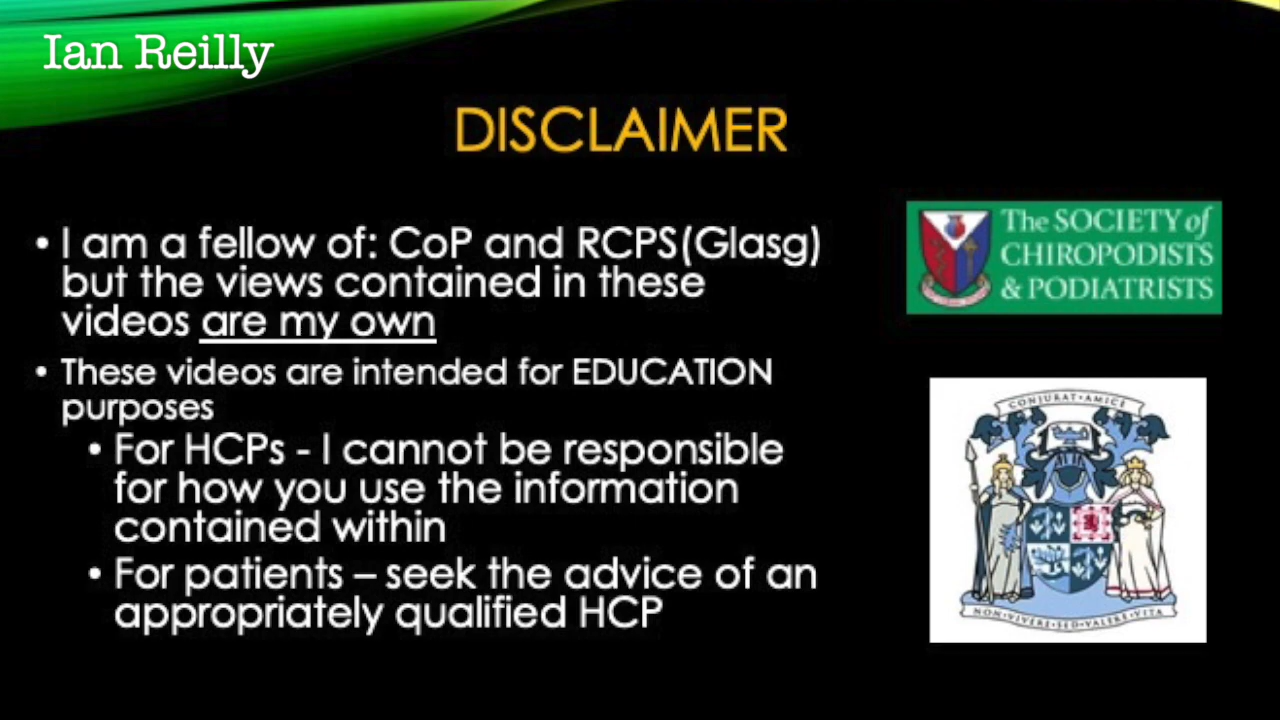 Ian Reilly
DISCLAIMER
• I am a fellow of: CoP and RCPS(Glasg)
but the views contained in these
videos are my own
• These videos are intended for EDUCATION
purposes
• For HCPs - I cannot be responsible
for how you use the information
contained within
• For patients – seek the advice of an
appropriately qualified HCP
The SOCIETY of
CHIROPODISTS
& PODIATRISTS
CONJURAT·AMICE
NON·VIVERE·SED·VALERE·VITA